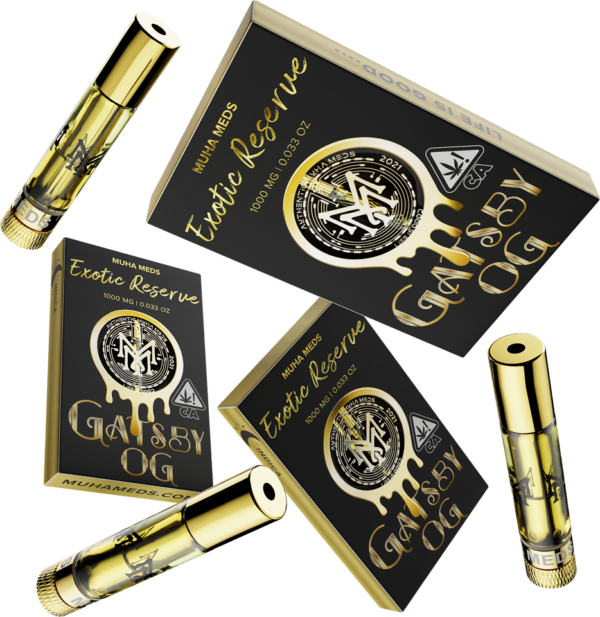 LIFE IS GOOD...
MUHA MEDS
Exotic Reserve
1000 MG | 0.033 OZ
MUHA MEDS
2021
AUTHENTIC
CA
GATSBY
OG
MEDS
MUHA MEDS
Exotic Reserve
1000 MG | 0.033 OZ
AUTHENTIC MUHA MEDS
2021
CA
GATSBY
OG
MUHAMEDS.COM
MUHA MEDS
Exotic Reserve
1000 MG | 0.033 OZ
MUHA MEDS
2021
CA
GATSBY
OG
MEDS